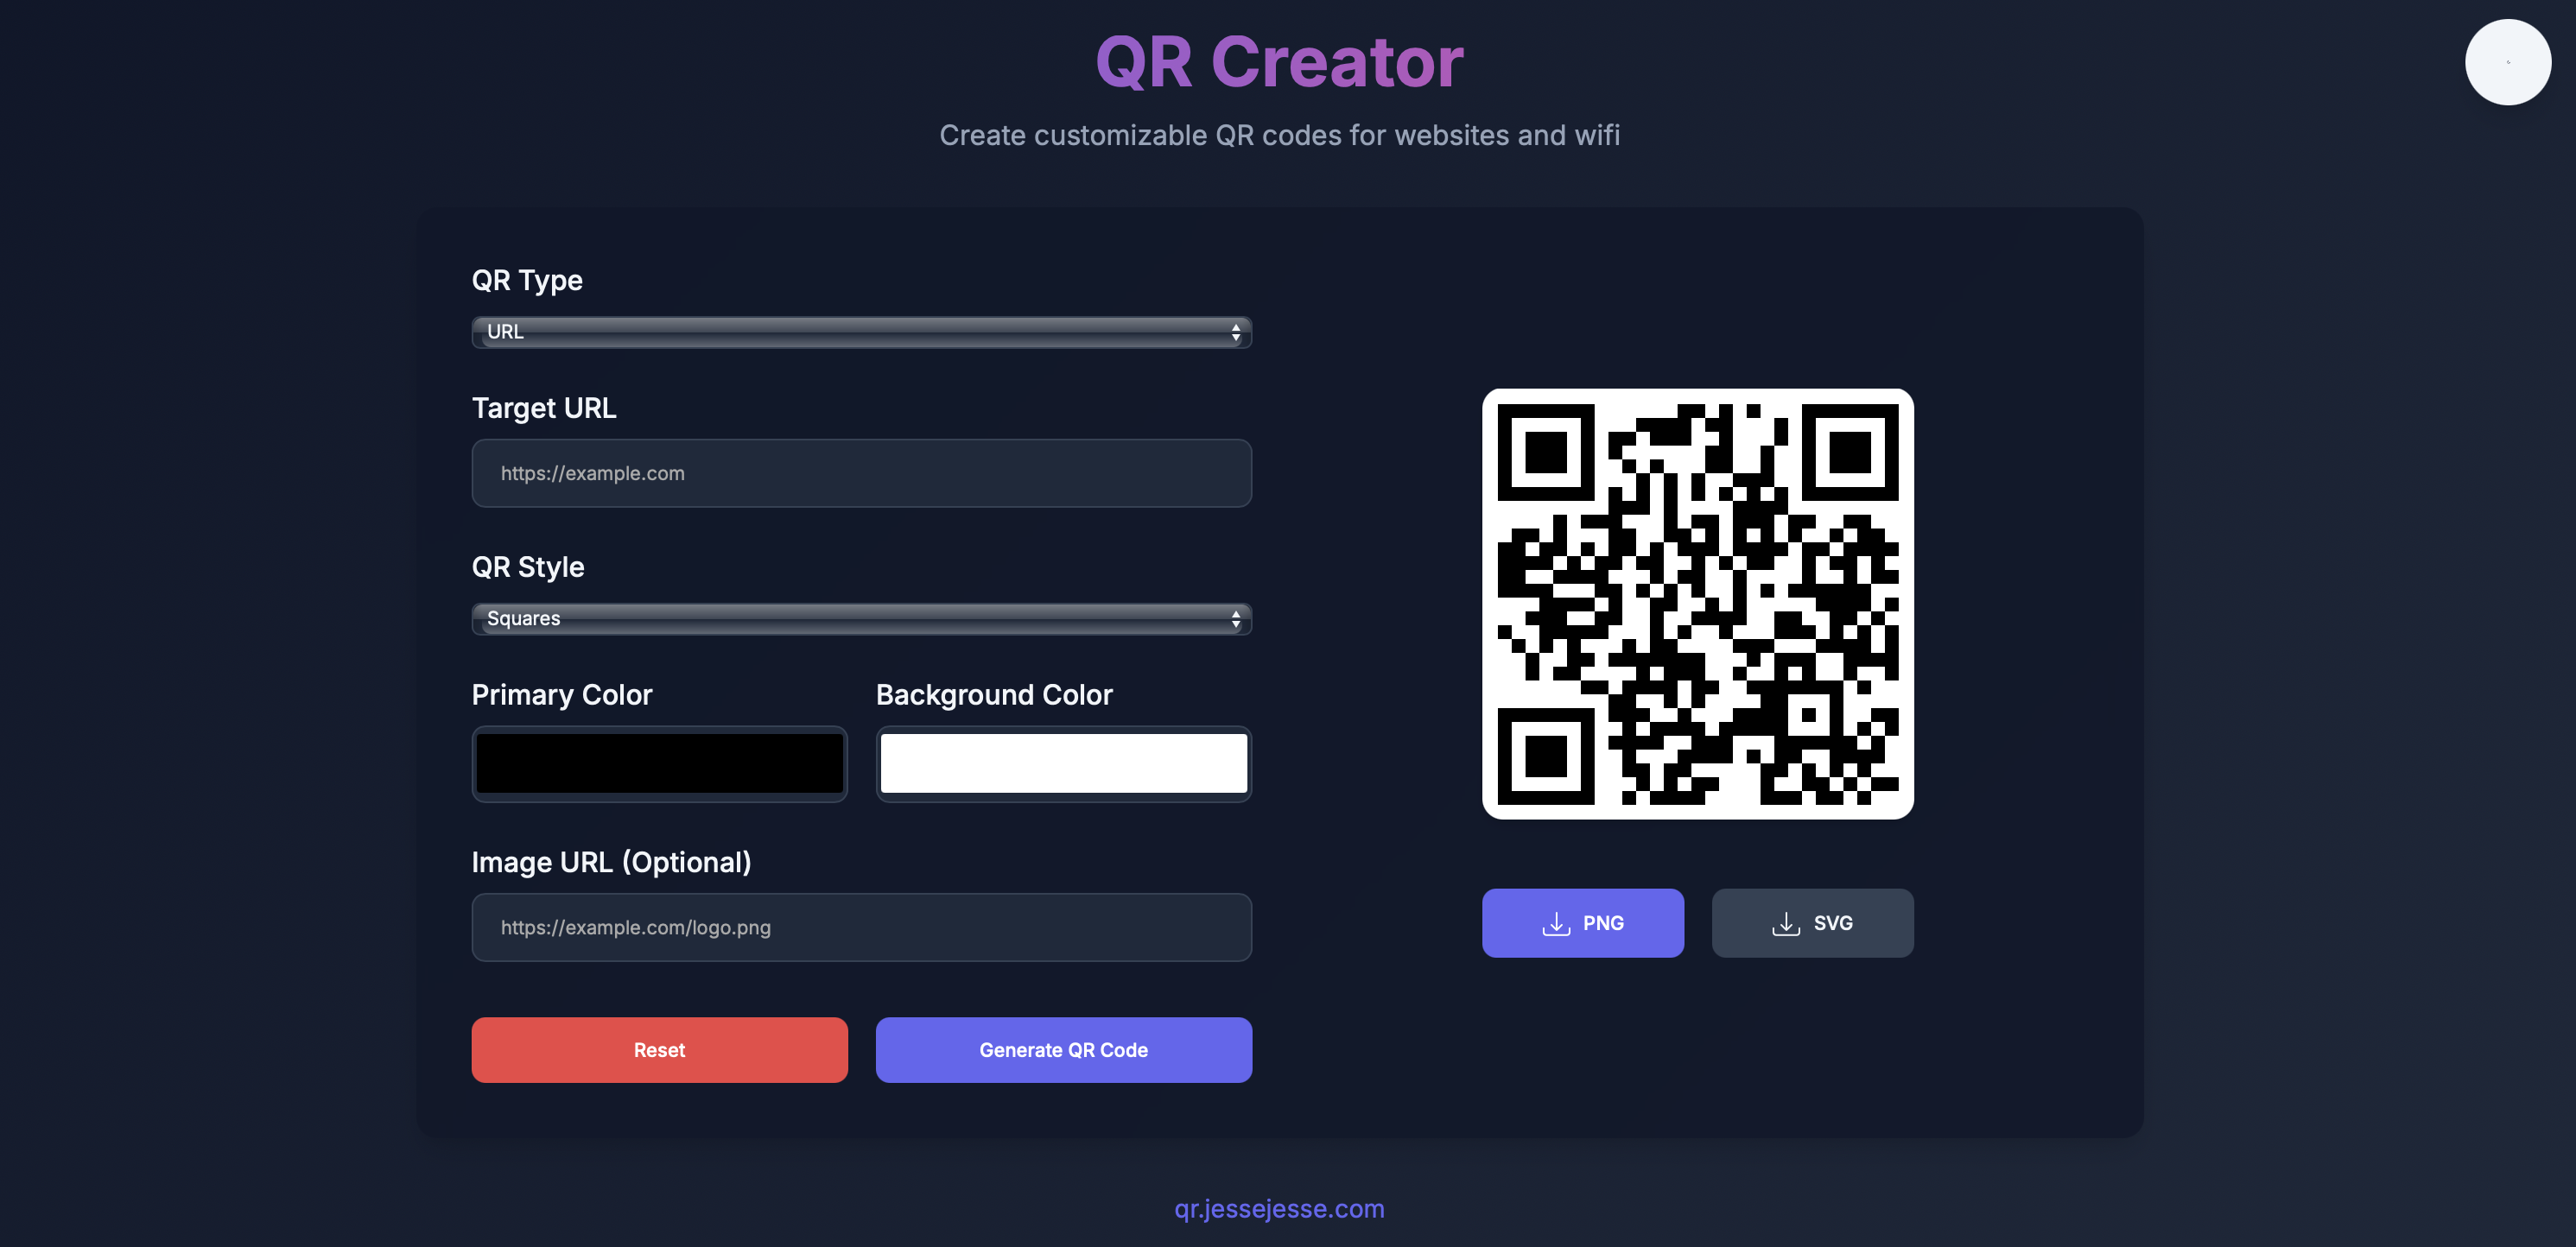 QR Creator
Create customizable QR codes for websites and wifi
QR Type
URL
Target URL
https://example.com
QR Style
Squares
Primary Color
Background Color
Image URL (Optional)
https://example.com/logo.png
Reset
Generate QR Code
PNG
SVG
qr.jessejesse.com